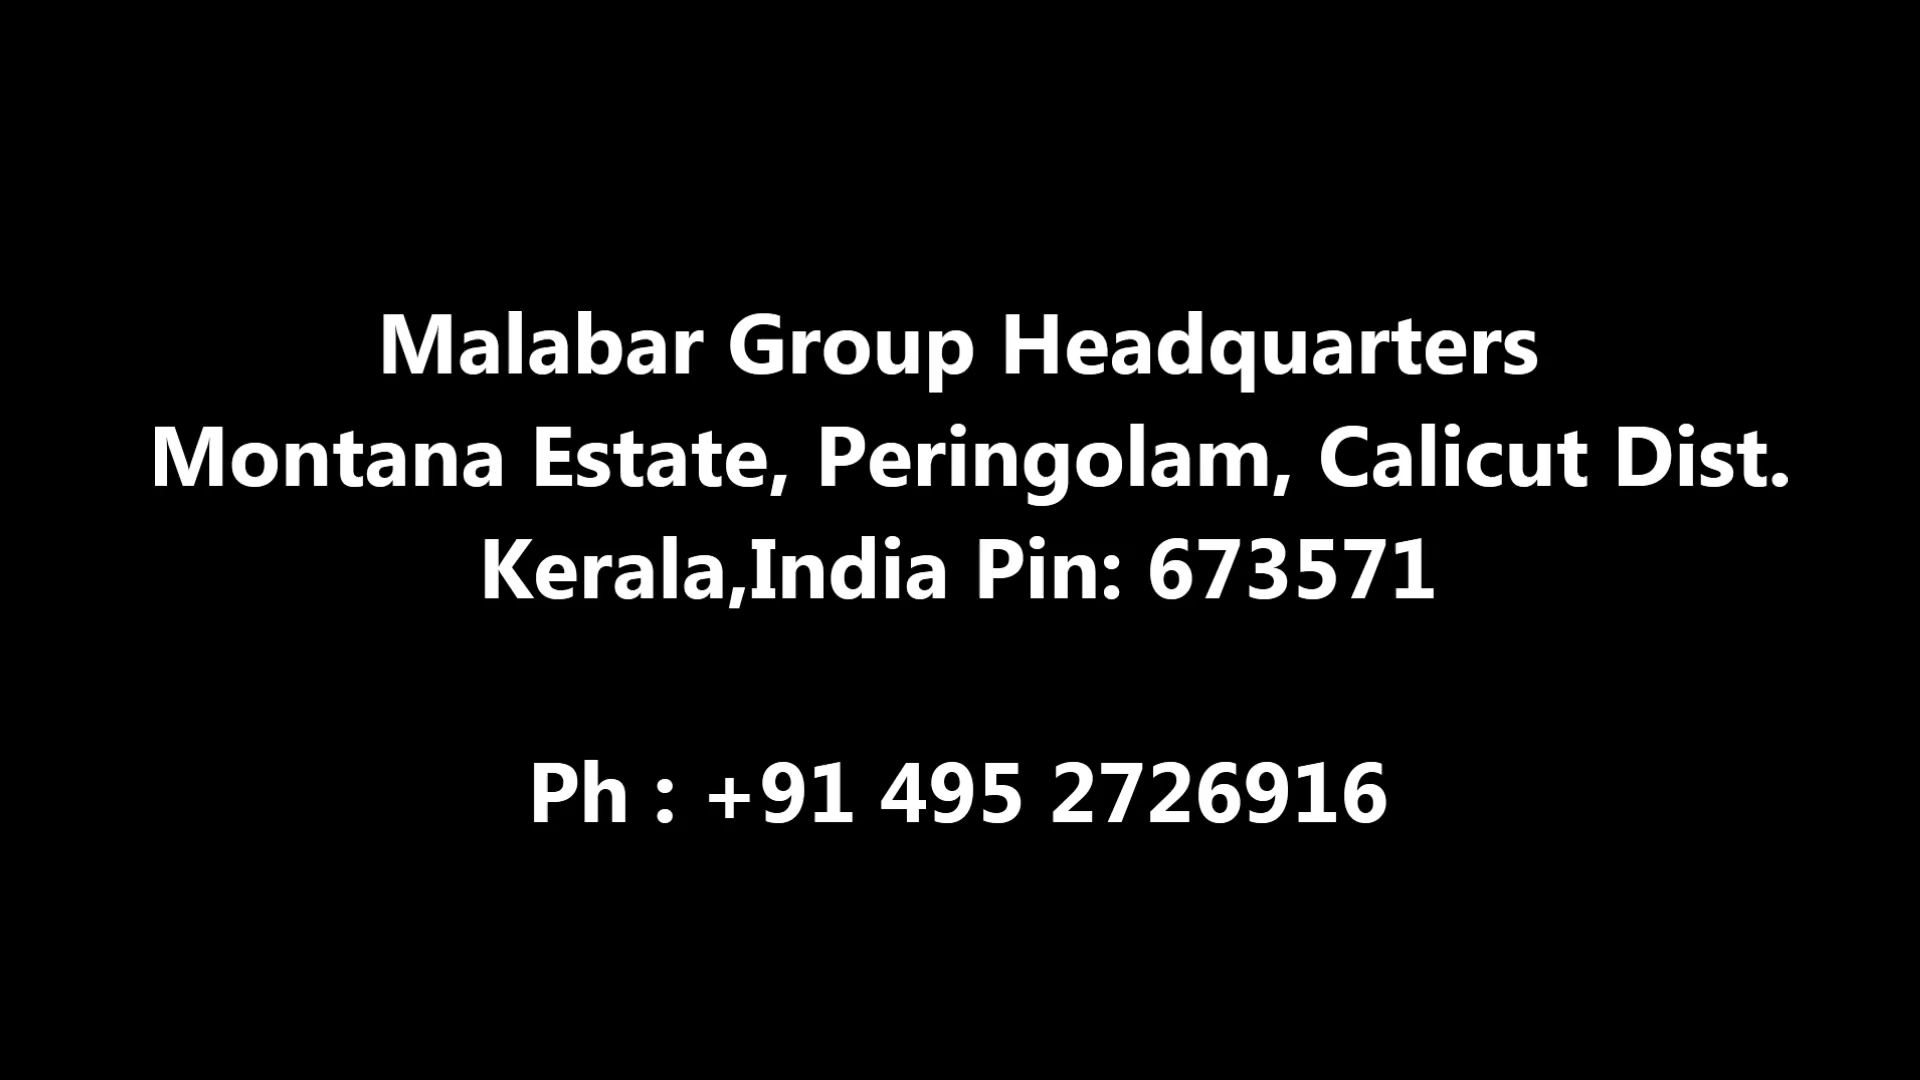 Malabar Group Headquarters
Montana Estate, Peringolam, Calicut Dist.
Kerala,India Pin: 673571
Ph : +91 495 2726916